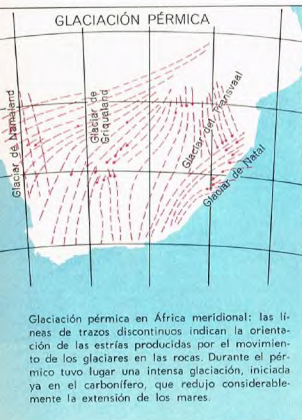 GLACIACIÓN PÉRMICA
Glaciar de Namaland
Glaciar de
Griqualand
Glaciar del Transvaal
Glaciar de Natal
Glaciación pérmica en África meridional: las lí-
neas de trazos discontinuos indican la orienta-
ción de las estrías producidas por el movimien-
to de los glaciares en las rocas. Durante el pér-
mico tuvo lugar una intensa glaciación, iniciada
ya en el carbonífero, que redujo considerable-
mente la extensión de los mares.